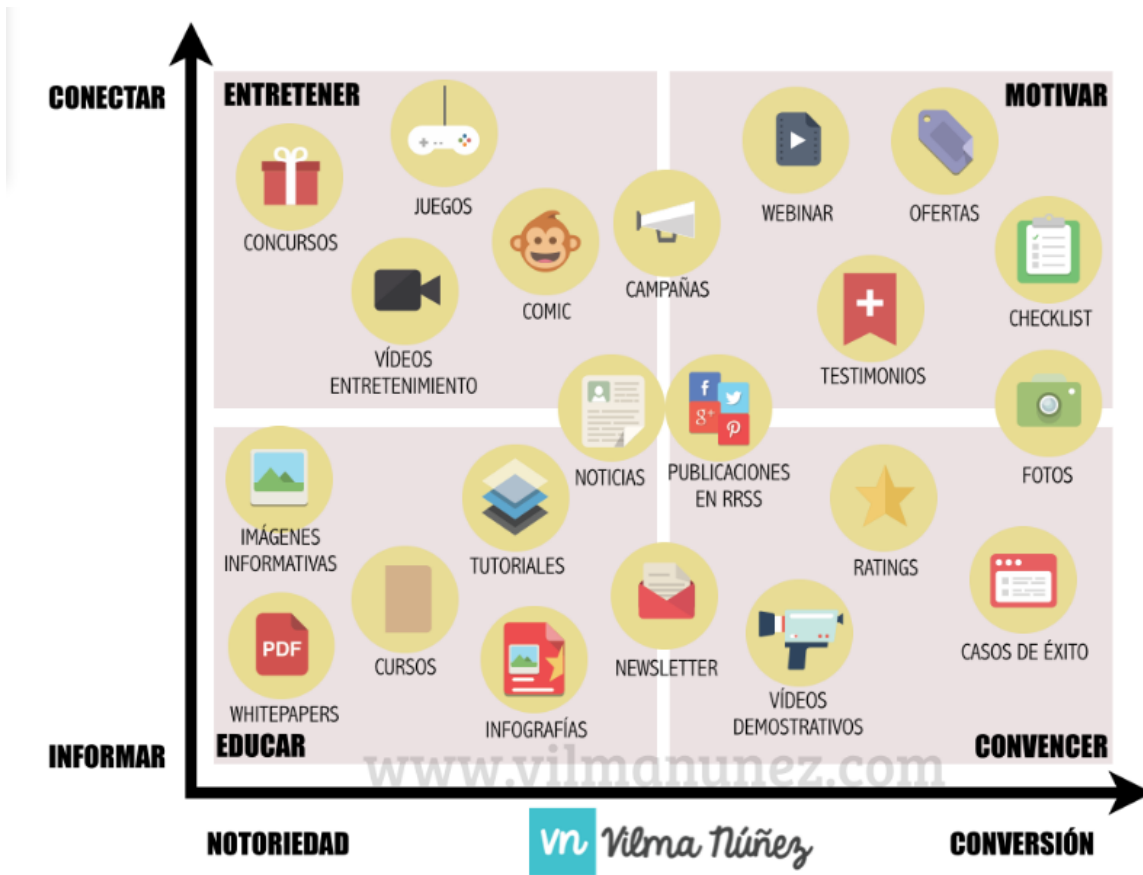 CONECTAR
ENTRETENER
MOTIVAR
CONCURSOS
JUEGOS
COMIC
VÍDEOS
ENTRETENIMIENTO
CAMPAÑAS
WEBINAR
OFERTAS
CHECKLIST
TESTIMONIOS
NOTICIAS
f
g+
PUBLICACIONES
EN RRSS
FOTOS
IMÁGENES
INFORMATIVAS
TUTORIALES
RATINGS
PDF
WHITEPAPERS
CURSOS
INFOGRAFÍAS
NEWSLETTER
VÍDEOS
DEMOSTRATIVOS
CASOS DE ÉXITO
INFORMAR
EDUCAR
CONVENCER
www.vilmanunez.com
NOTORIEDAD
vn Vilma Núñez
CONVERSIÓN